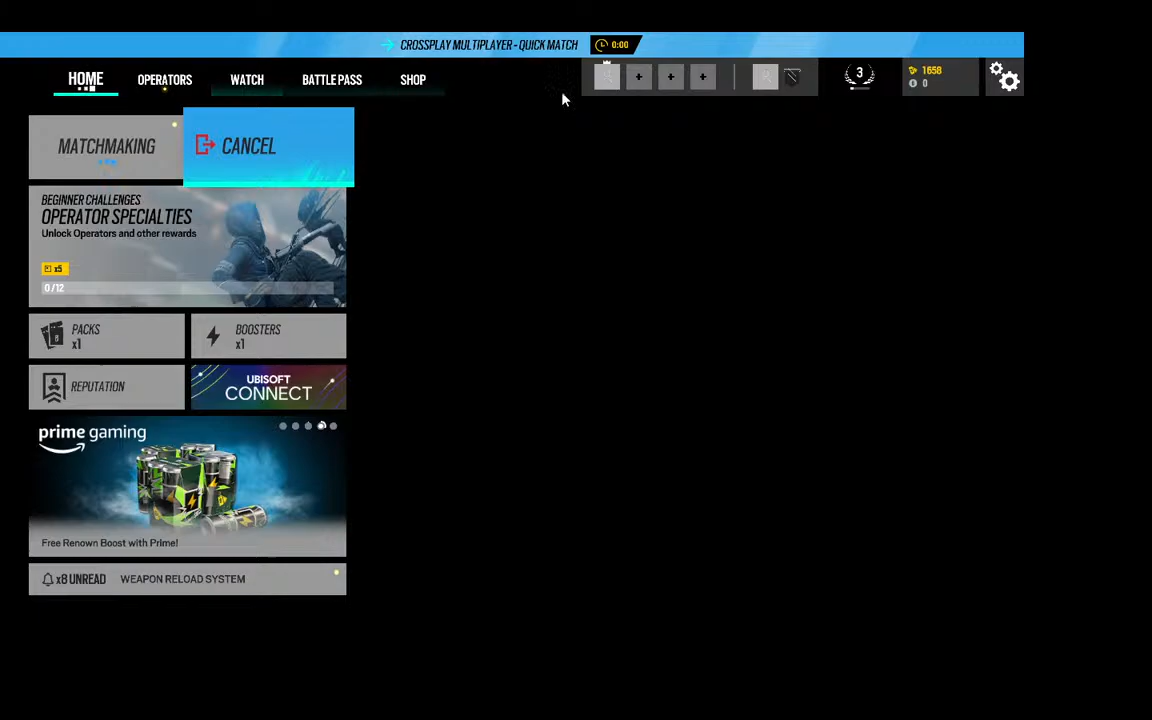 CROSSPLAY MULTIPLAYER - QUICK MATCH 0:00
HOME OPERATORS WATCH BATTLE PASS SHOP
+ + +
3
1658
0
MATCHMAKING
CANCEL
BEGINNER CHALLENGES
OPERATOR SPECIALTIES
Unlock Operators and other rewards
x5
0/12
PACKS
x1
BOOSTERS
x1
REPUTATION
UBISOFT
CONNECT
prime gaming
Free Renown Boost with Prime!
x8 UNREAD WEAPON RELOAD SYSTEM